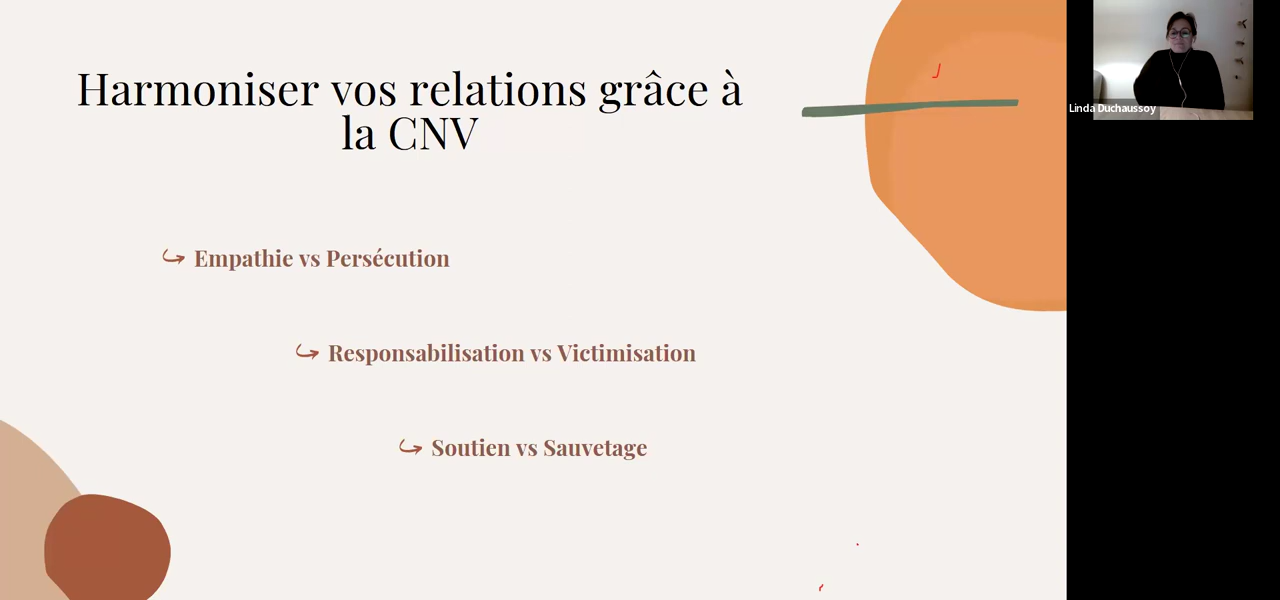 Harmoniser vos relations grâce à
la CNV
Linda Duchaussoy
Empathie vs Persécution
Responsabilisation vs Victimisation
Soutien vs Sauvetage